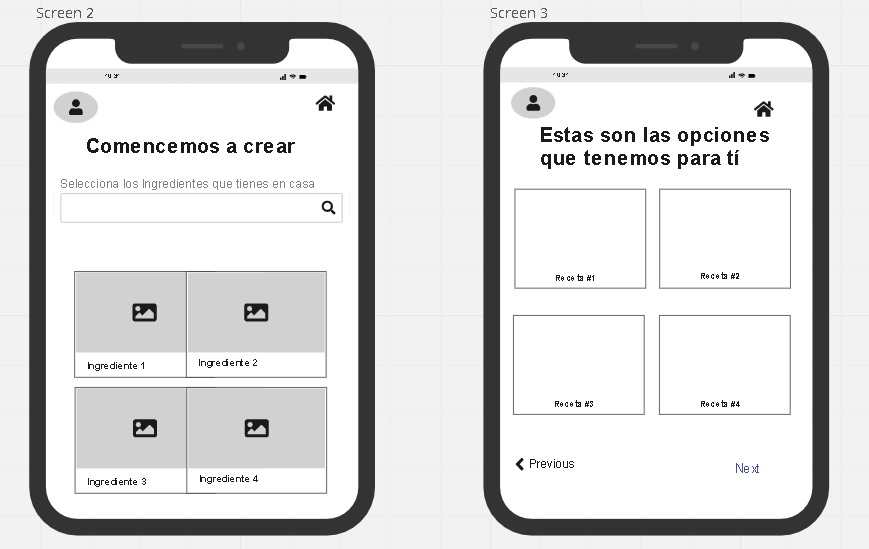 Screen 2
Comencemos a crear
Selecciona los Ingredientes que tienes en casa
Ingrediente 1
Ingrediente 2
Ingrediente 3
Ingrediente 4
Screen 3
Estas son las opciones
que tenemos para tí
Receta #1
Receta #2
Receta #3
Receta #4
Previous
Next